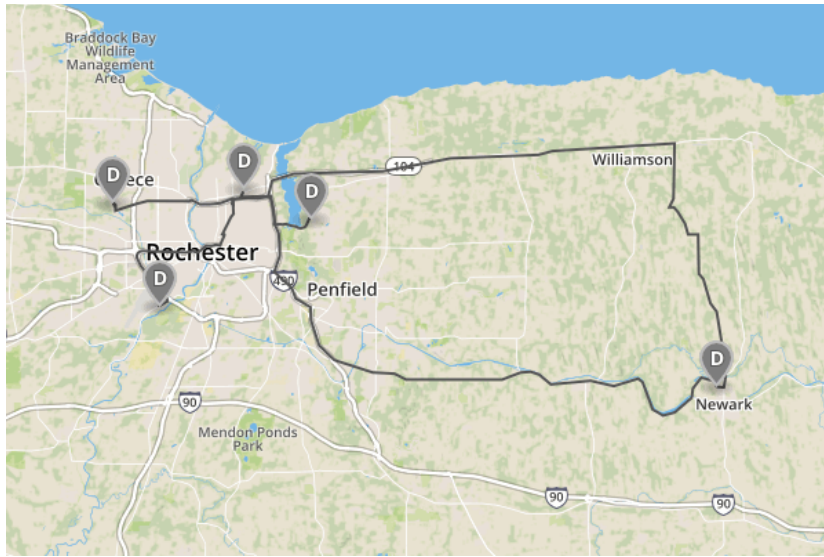 Braddock Bay
Wildlife
Management
Area
D
D
D
104
Williamson
Rochester
D
490
Penfield
D
Newark
90
Mendon Ponds
Park
90
90